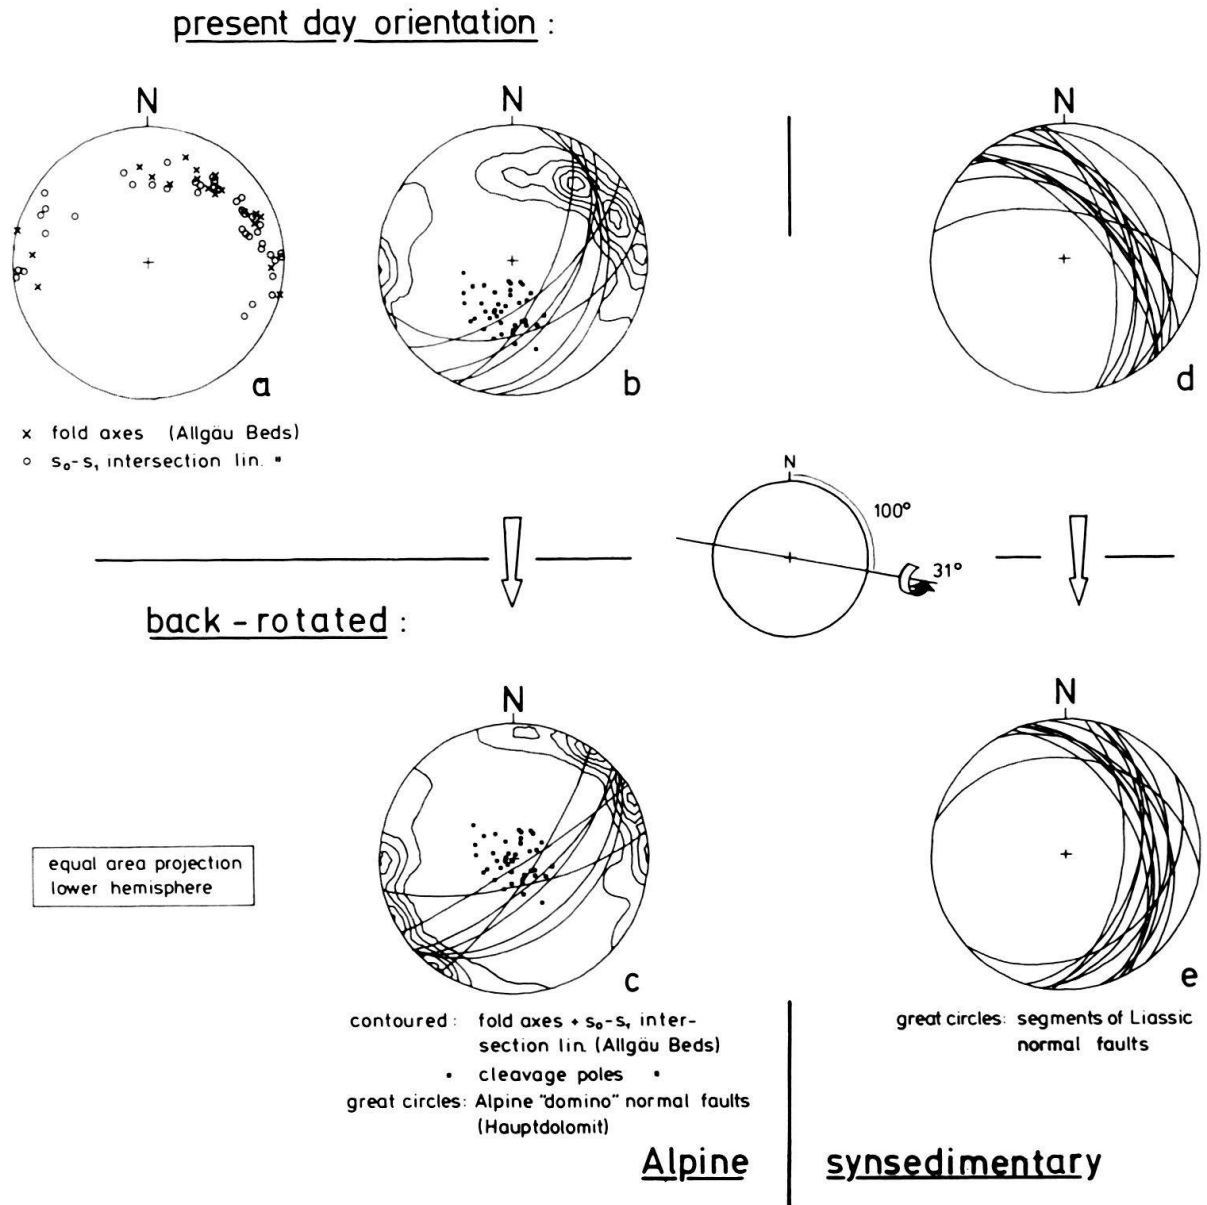 present day orientation :
N
N
N
a
b
d
x fold axes (Allgäu Beds)
o s₀-s₁ intersection lin. "
N
100°
31°
back - rotated :
N
N
equal area projection
lower hemisphere
c
e
contoured : fold axes + s₀-s₁ inter-
section lin. (Allgäu Beds)
• cleavage poles "
great circles: Alpine "domino" normal faults
(Hauptdolomit)
great circles: segments of Liassic
normal faults
Alpine
synsedimentary